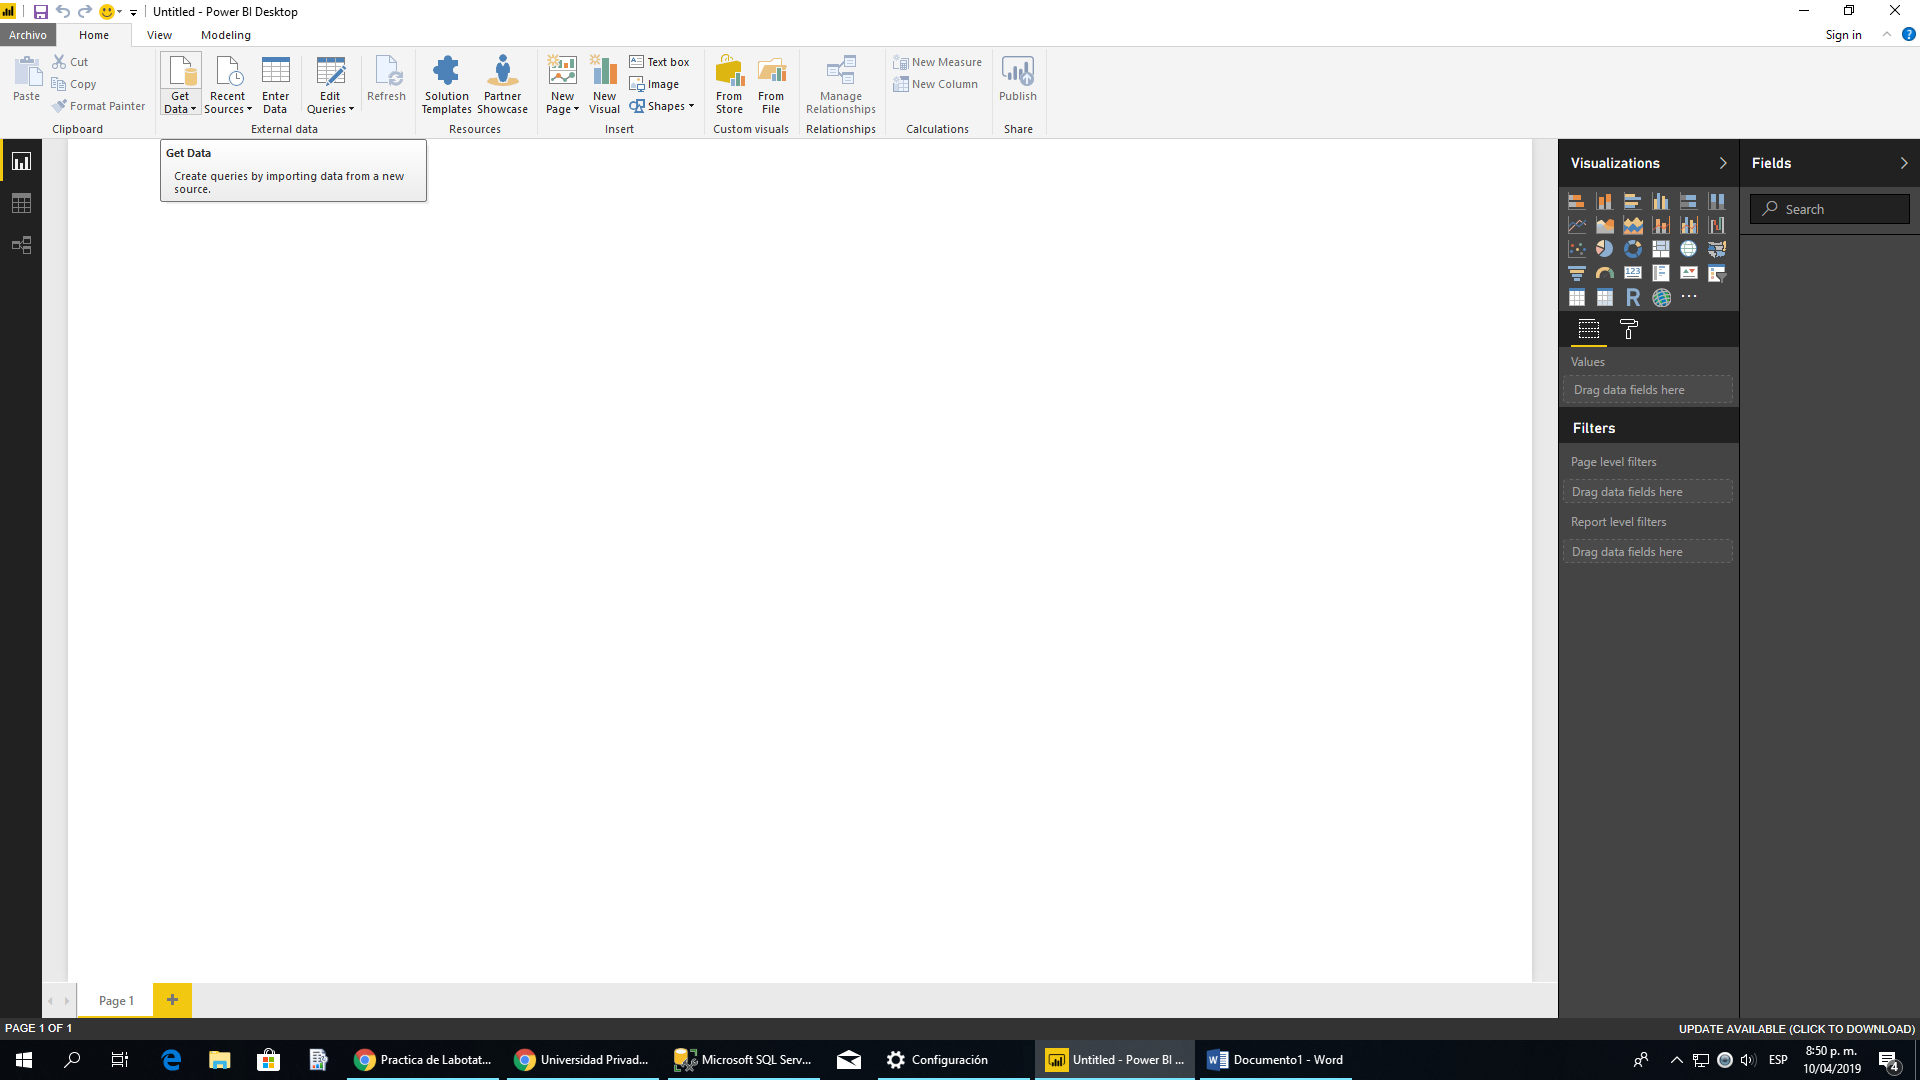 Untitled - Power BI Desktop
Archivo Home View Modeling Sign in
Paste Cut Copy Format Painter
Get Data Recent Sources Enter Data Edit Queries Refresh
Solution Templates Partner Showcase
New Page New Visual Text box Image Shapes
From Store From File
Manage Relationships
New Measure New Column
Publish
Clipboard External data Resources Insert Custom visuals Relationships Calculations Share
Get Data
Create queries by importing data from a new
source.
Visualizations
Fields
Search
R
123
Values
Drag data fields here
Filters
Page level filters
Drag data fields here
Report level filters
Drag data fields here
Page 1
PAGE 1 OF 1
UPDATE AVAILABLE (CLICK TO DOWNLOAD)
Practica de Labotat...
Universidad Privad...
Microsoft SQL Serv...
Configuración
Untitled - Power BI ...
Documento1 - Word
ESP
8:50 p. m.
10/04/2019
4